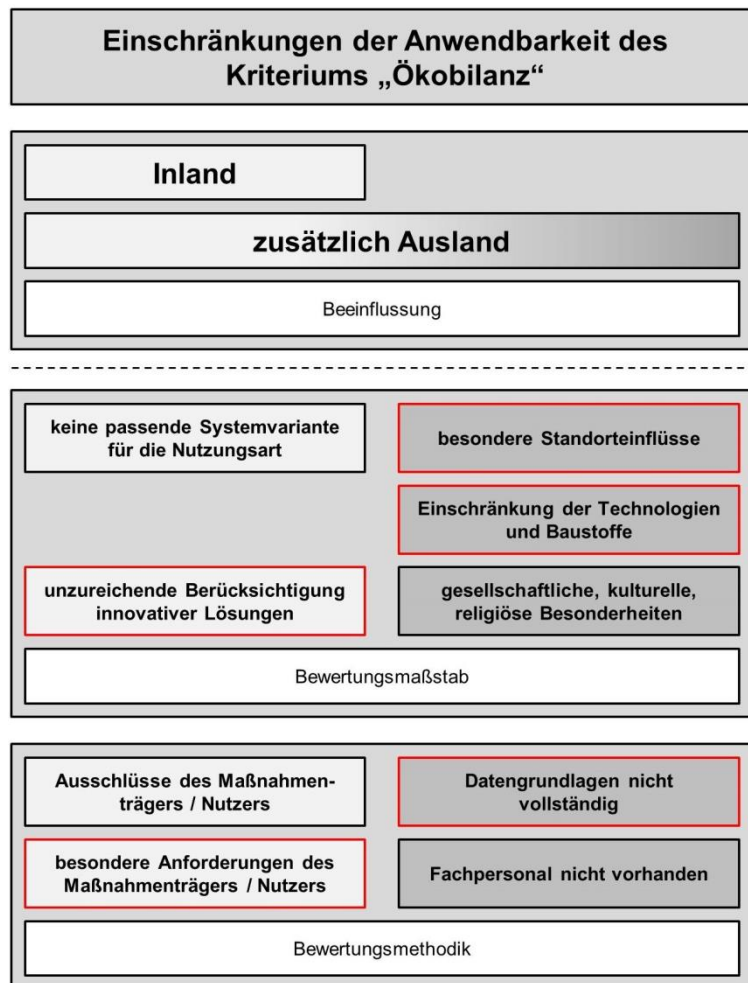 Einschränkungen der Anwendbarkeit des
Kriteriums „Ökobilanz“
Inland
zusätzlich Ausland
Beeinflussung
keine passende Systemvariante
für die Nutzungsart
besondere Standorteinflüsse
Einschränkung der Technologien
und Baustoffe
unzureichende Berücksichtigung
innovativer Lösungen
gesellschaftliche, kulturelle,
religiöse Besonderheiten
Bewertungsmaßstab
Ausschlüsse des Maßnahmen-
trägers / Nutzers
Datengrundlagen nicht
vollständig
besondere Anforderungen des
Maßnahmenträgers / Nutzers
Fachpersonal nicht vorhanden
Bewertungsmethodik